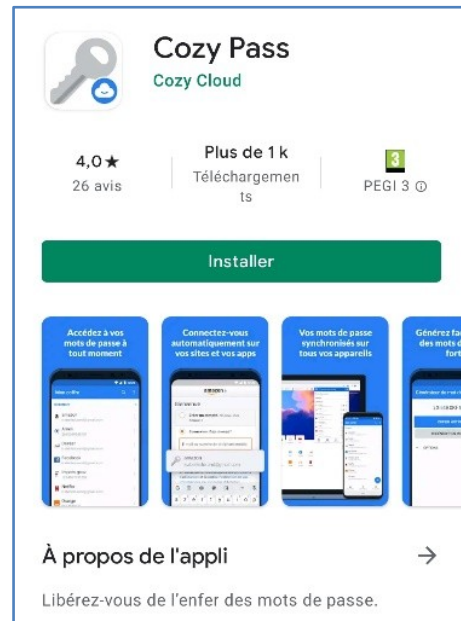 Cozy Pass
Cozy Cloud
4,0 ★
26 avis
Plus de 1 k
Téléchargemen
ts
3
PEGI 3
Installer
Accédez à vos
mots de passe à
tout moment
Connectez-vous
automatiquement sur
vos sites et vos apps
Vos mots de passe
synchronisés sur
tous vos appareils
Générez fac
des mots d
fort
À propos de l'appli
Libérez-vous de l'enfer des mots de passe.